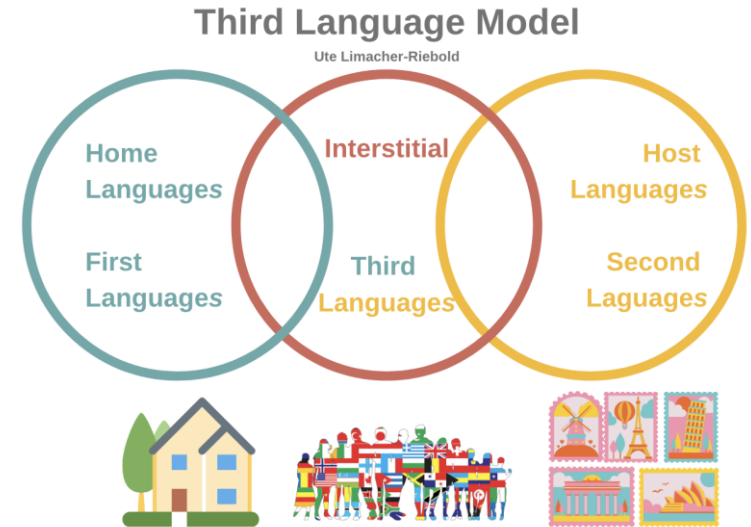 Third Language Model
Ute Limacher-Riebold
Home
Languages
First
Languages
Interstitial
Third
Languages
Host
Languages
Second
Laguages